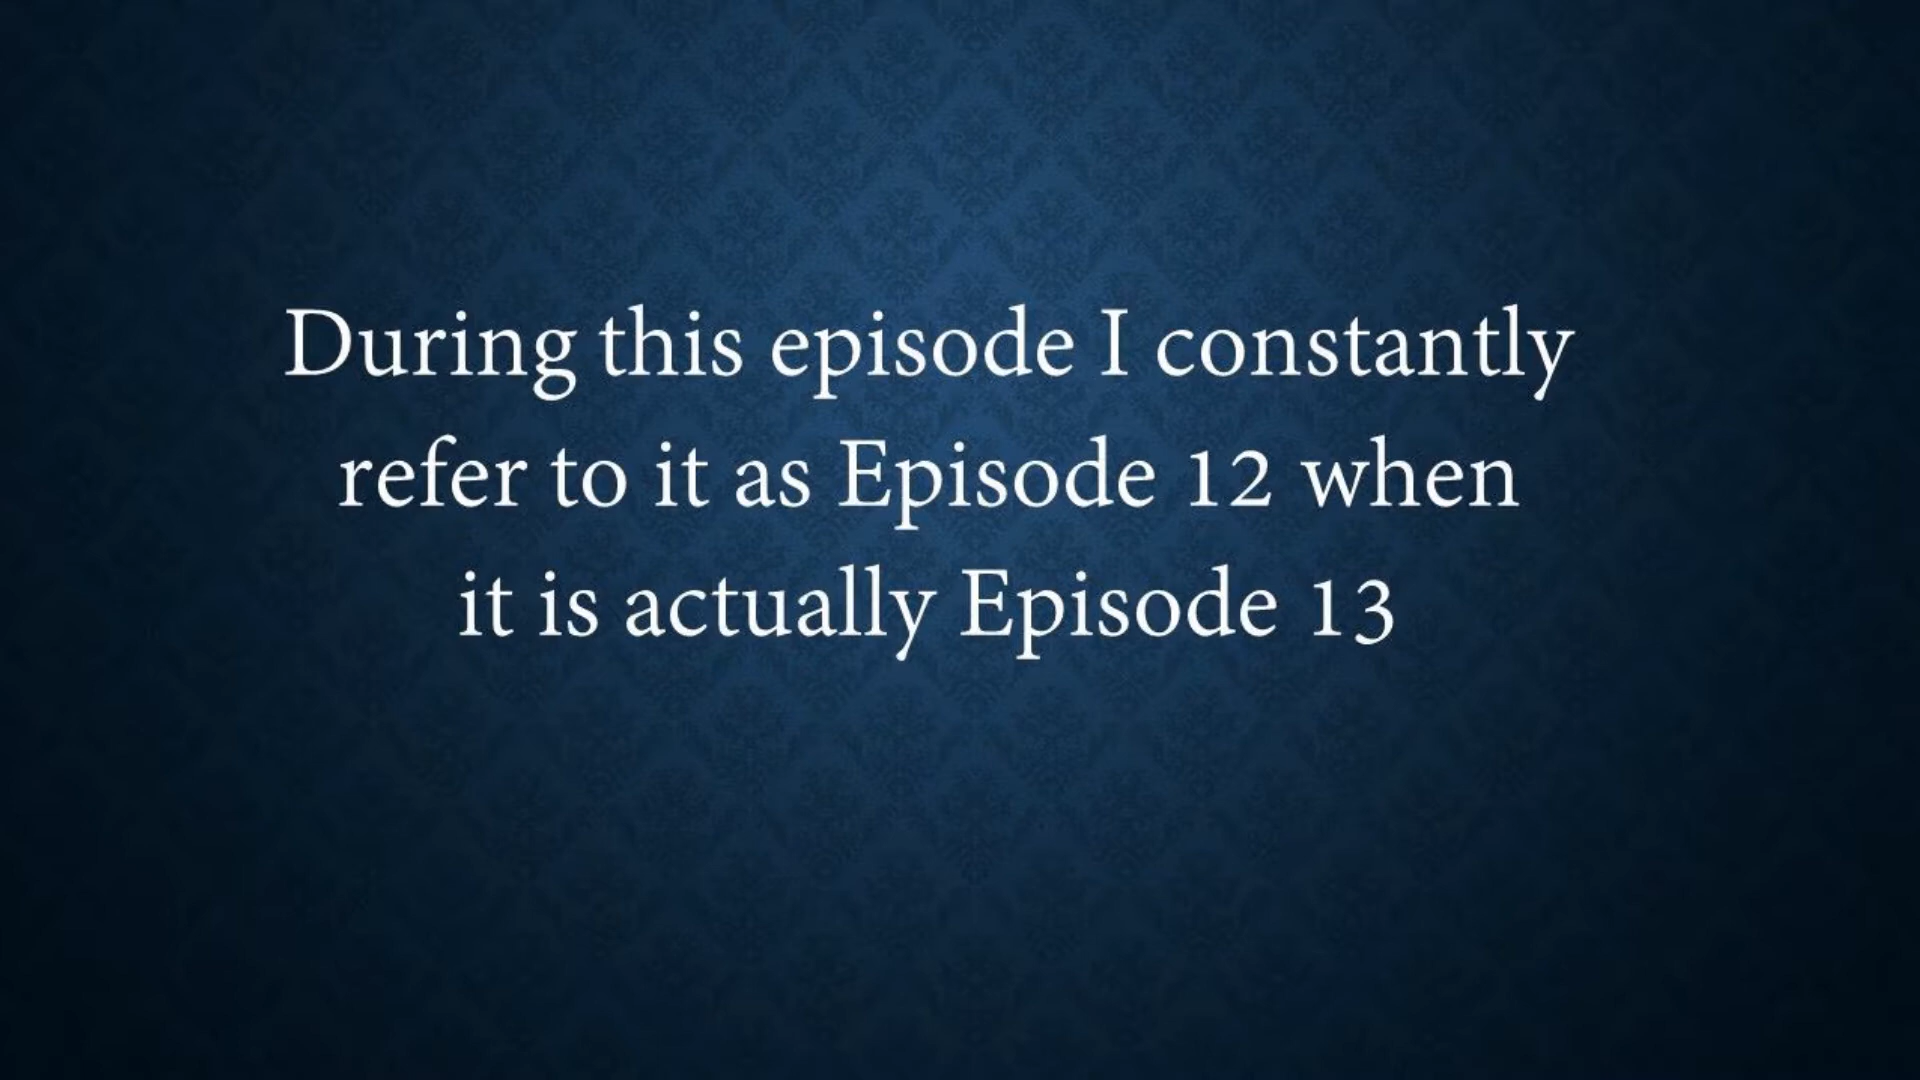 During this episode I constantly
refer to it as Episode 12 when
it is actually Episode 13